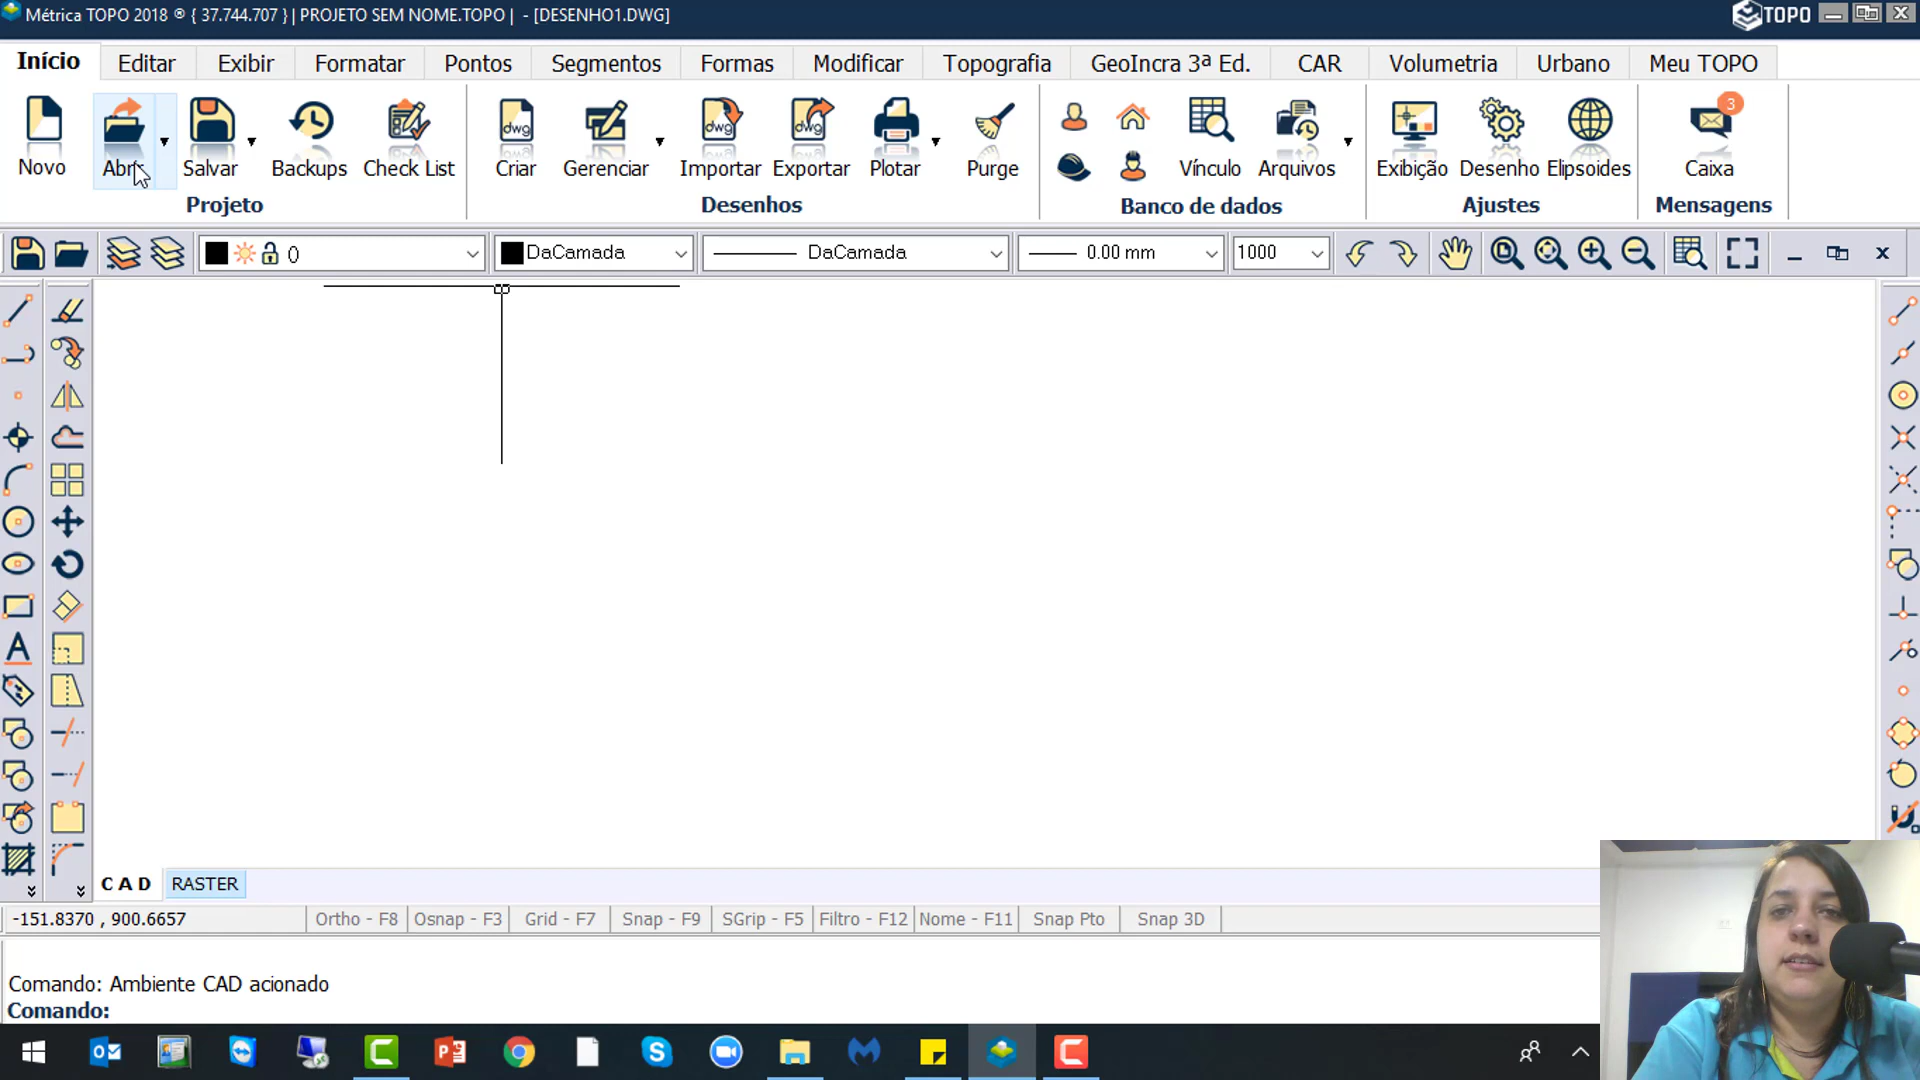 Métrica TOPO 2018 ® { 37.744.707 } | PROJETO SEM NOME.TOPO | - [DESENHO1.DWG]
TOPO
Início Editar Exibir Formatar Pontos Segmentos Formas Modificar Topografia GeoIncra 3ª Ed. CAR Volumetria Urbano Meu TOPO
dwg dwg dwg 3
Novo Abrir Salvar Backups Check List Criar Gerenciar Importar Exportar Plotar Purge Vínculo Arquivos Exibição Desenho Elipsoides Caixa
Projeto Desenhos Banco de dados Ajustes Mensagens
0 DaCamada DaCamada 0.00 mm 1000
A
CAD RASTER
-151.8370 , 900.6657 Ortho - F8 Osnap - F3 Grid - F7 Snap - F9 SGrip - F5 Filtro - F12 Nome - F11 Snap Pto Snap 3D
Comando: Ambiente CAD acionado
Comando: